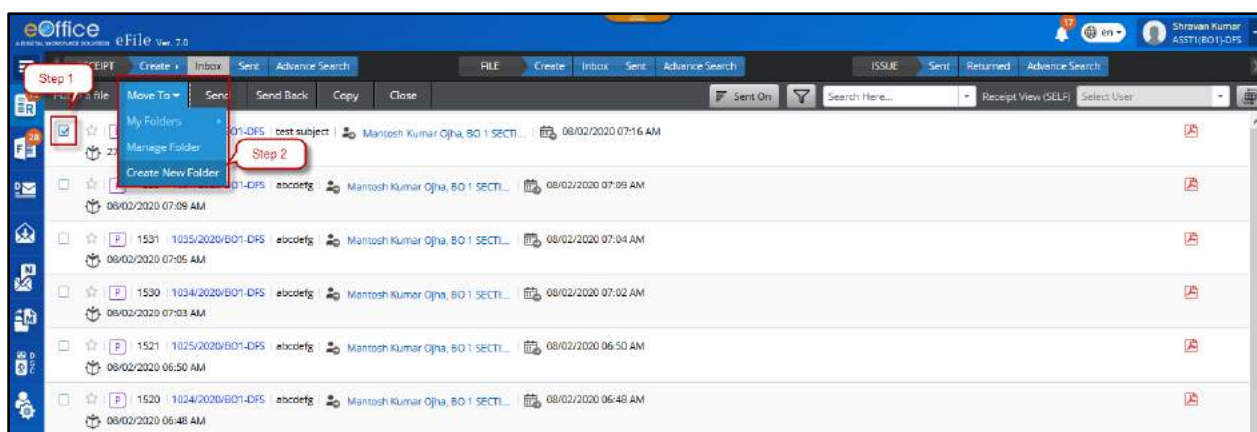 eOffice
A DIGITAL WORKPLACE SOLUTION
eFile Ver. 7.0
17
en
Shravan Kumar
ASST1(BO1)-DFS
Step 1
Create
Inbox
Sent
Advance Search
FILE
Create
Inbox
Sent
Advance Search
ISSUE
Sent
Returned
Advance Search
Move To
Send
Send Back
Copy
Close
Sent On
Search Here...
Receipt View (SELF)
Select User
My Folders
Manage Folder
Create New Folder
Step 2
test subject
Mantosh Kumar Ojha, BO 1 SECTI...
08/02/2020 07:16 AM
28
abcdefg
Mantosh Kumar Ojha, BO 1 SECTI...
08/02/2020 07:09 AM
08/02/2020 07:09 AM
P 1531 1035/2020/BO1-DFS abcdefg Mantosh Kumar Ojha, BO 1 SECTI... 08/02/2020 07:04 AM
08/02/2020 07:05 AM
P 1530 1034/2020/BO1-DFS abcdefg Mantosh Kumar Ojha, BO 1 SECTI... 08/02/2020 07:02 AM
08/02/2020 07:03 AM
P 1521 1025/2020/BO1-DFS abcdefg Mantosh Kumar Ojha, BO 1 SECTI... 08/02/2020 06:50 AM
08/02/2020 06:50 AM
P 1520 1024/2020/BO1-DFS abcdefg Mantosh Kumar Ojha, BO 1 SECTI... 08/02/2020 06:48 AM
08/02/2020 06:48 AM